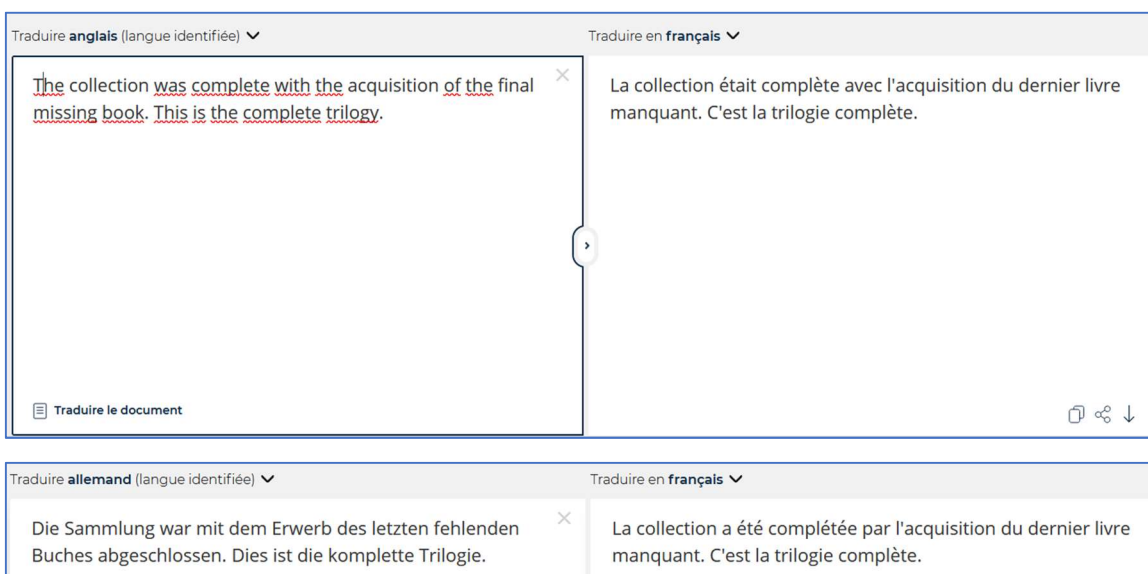 Traduire anglais (langue identifiée)
Traduire en français
The collection was complete with the acquisition of the final
missing book. This is the complete trilogy.
La collection était complète avec l'acquisition du dernier livre
manquant. C'est la trilogie complète.
Traduire le document
Traduire allemand (langue identifiée)
Traduire en français
Die Sammlung war mit dem Erwerb des letzten fehlenden
Buches abgeschlossen. Dies ist die komplette Trilogie.
La collection a été complétée par l'acquisition du dernier livre
manquant. C'est la trilogie complète.